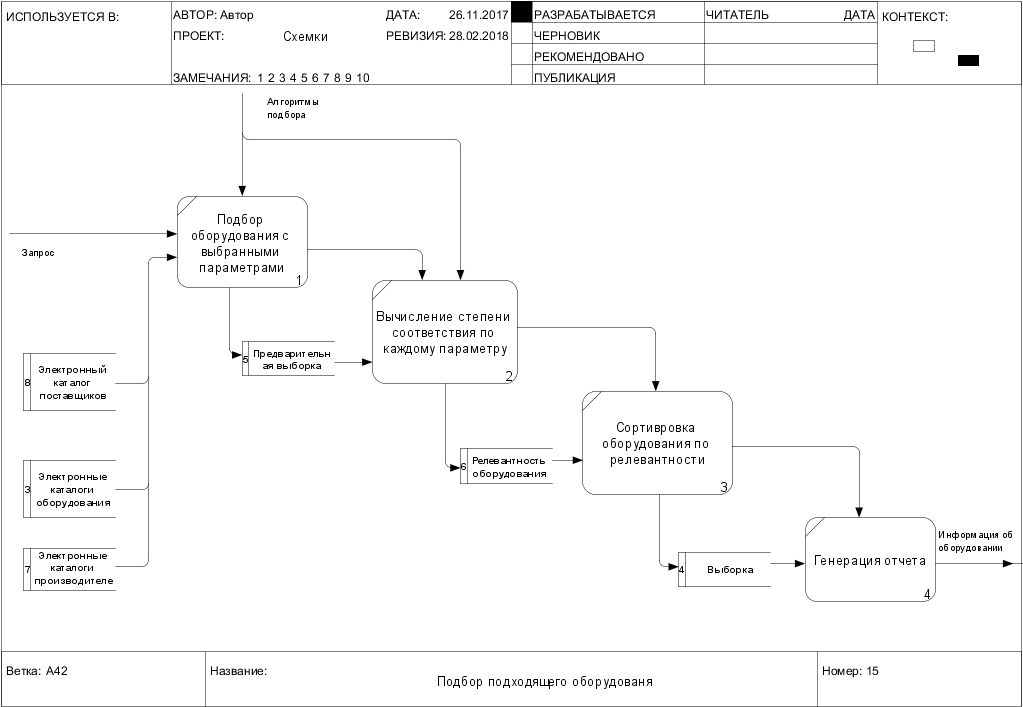 ИСПОЛЬЗУЕТСЯ В:
АВТОР: Автор
ДАТА: 26.11.2017
РАЗРАБАТЫВАЕТСЯ
ЧИТАТЕЛЬ
ДАТА
КОНТЕКСТ:
ПРОЕКТ: Схемки
РЕВИЗИЯ: 28.02.2018
ЧЕРНОВИК
РЕКОМЕНДОВАНО
ЗАМЕЧАНИЯ: 1 2 3 4 5 6 7 8 9 10
ПУБЛИКАЦИЯ
Алгоритмы
подбора
Запрос
Подбор
оборудования с
выбранными
параметрами
1
Вычисление степени
соответствия по
каждому параметру
2
5
Предварительн
ая выборка
8
Электронный
каталог
поставщиков
Сортивровка
оборудования по
релевантности
3
6
Релевантность
оборудования
3
Электронные
каталоги
оборудования
Информация об
оборудовании
Генерация отчета
4
4
Выборка
7
Электронные
каталоги
производителе
Ветка: A42
Название:
Подбор подходящего оборудованя
Номер: 15